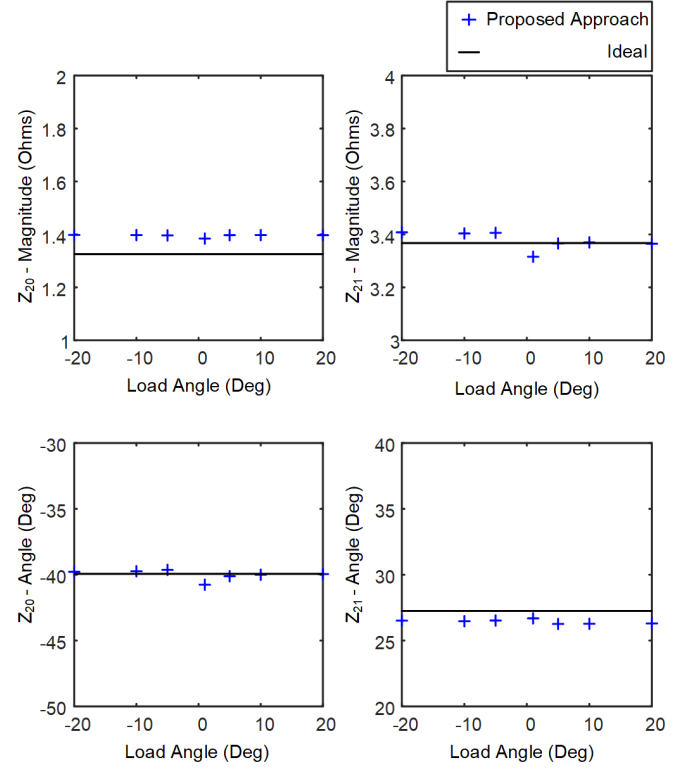 Proposed Approach
Ideal
Z20 - Magnitude (Ohms)
2
1.8
1.6
1.4
1.2
1
-20 -10 0 10 20
Load Angle (Deg)
Z21 - Magnitude (Ohms)
4
3.8
3.6
3.4
3.2
3
-20 -10 0 10 20
Load Angle (Deg)
Z20 - Angle (Deg)
-30
-35
-40
-45
-50
-20 -10 0 10 20
Load Angle (Deg)
Z21 - Angle (Deg)
40
35
30
25
20
-20 -10 0 10 20
Load Angle (Deg)